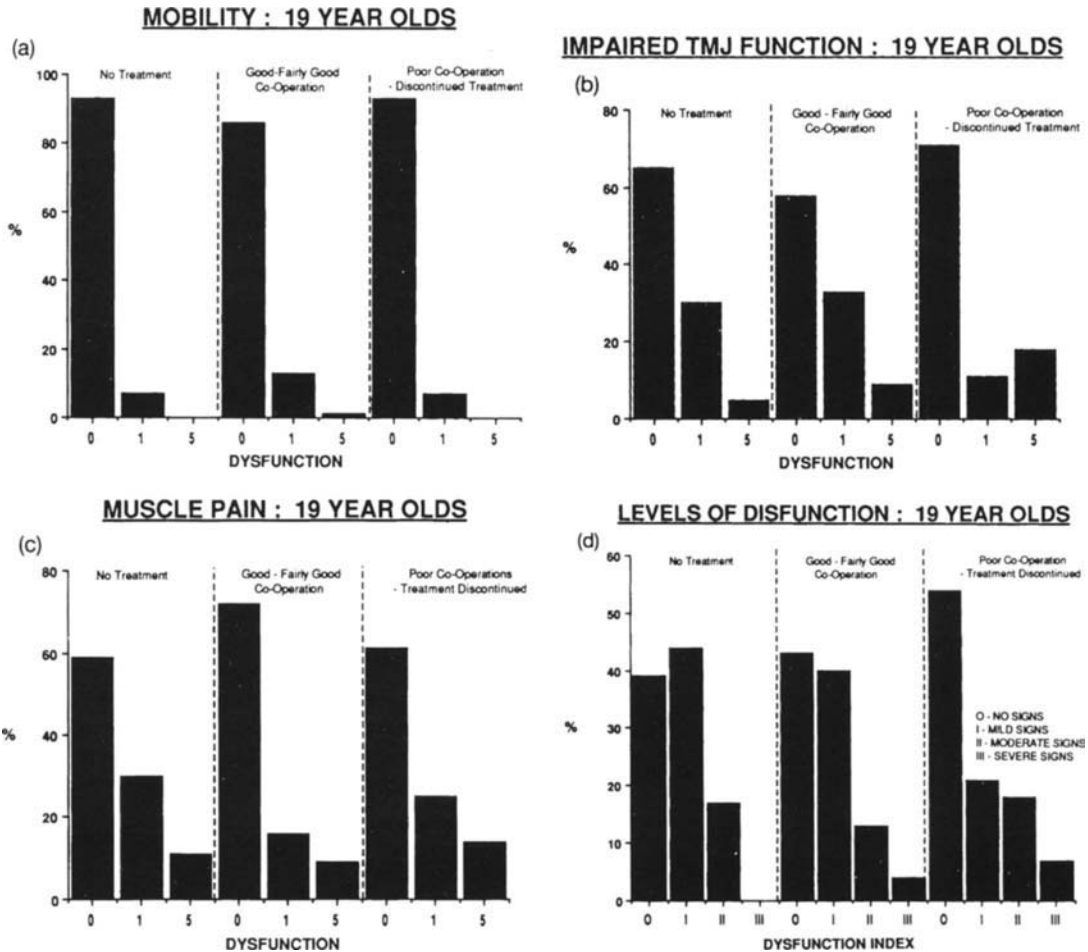 MOBILITY : 19 YEAR OLDS
(a)
No Treatment
Good-Fairly Good
Co-Operation
Poor Co-Operation
- Discontinued Treatment
100
80
60
%
40
20
0
0 1 5 0 1 5 0 1 5
DYSFUNCTION
IMPAIRED TMJ FUNCTION : 19 YEAR OLDS
(b)
No Treatment
Good - Fairly Good
Co-Operation
Poor Co-Operation
- Discontinued Treatment
80
60
%
40
20
0
0 1 5 0 1 5 0 1 5
DYSFUNCTION
MUSCLE PAIN : 19 YEAR OLDS
(c)
No Treatment
Good - Fairly Good
Co-Operation
Poor Co-Operations
- Treatment Discontinued
80
60
%
40
20
0
0 1 5 0 1 5 0 1 5
DYSFUNCTION
LEVELS OF DISFUNCTION : 19 YEAR OLDS
(d)
No Treatment
Good - Fairly Good
Co-Operation
Poor Co-Operation
- Treatment Discontinued
60
50
40
%
30
20
10
0
O - NO SIGNS
I - MILD SIGNS
II - MODERATE SIGNS
III - SEVERE SIGNS
O I II III O I II III O I II III
DYSFUNCTION INDEX